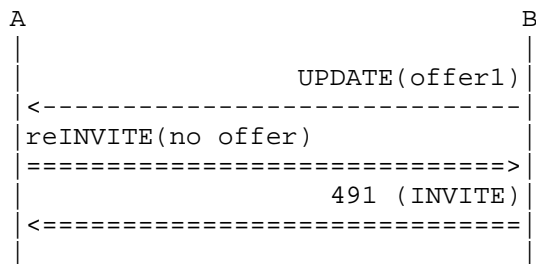 A B
UPDATE(offer1)
reINVITE(no offer)
491 (INVITE)